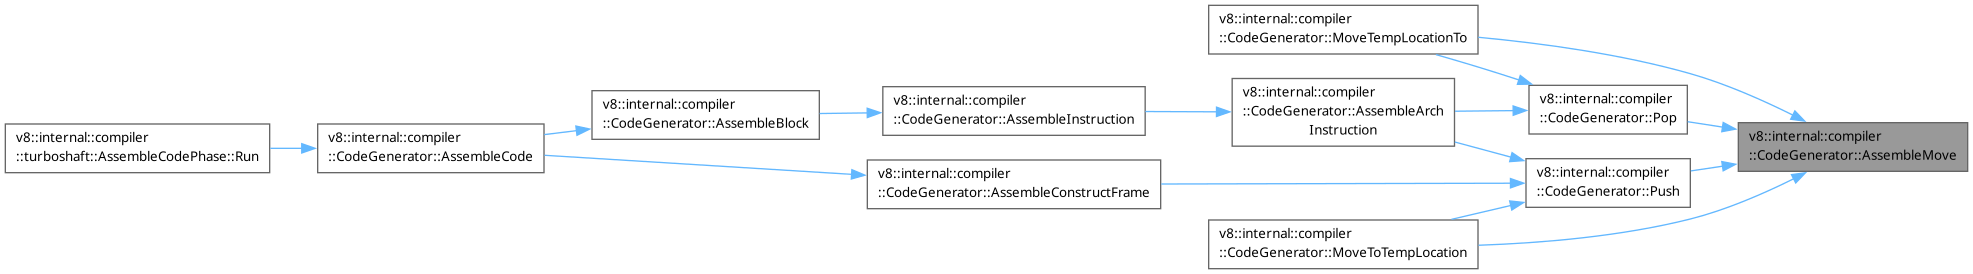 v8::internal::compiler
::turboshaft::AssembleCodePhase::Run
v8::internal::compiler
::CodeGenerator::AssembleCode
v8::internal::compiler
::CodeGenerator::AssembleBlock
v8::internal::compiler
::CodeGenerator::AssembleInstruction
v8::internal::compiler
::CodeGenerator::AssembleConstructFrame
v8::internal::compiler
::CodeGenerator::MoveTempLocationTo
v8::internal::compiler
::CodeGenerator::AssembleArch
Instruction
v8::internal::compiler
::CodeGenerator::MoveToTempLocation
v8::internal::compiler
::CodeGenerator::Pop
v8::internal::compiler
::CodeGenerator::Push
v8::internal::compiler
::CodeGenerator::AssembleMove